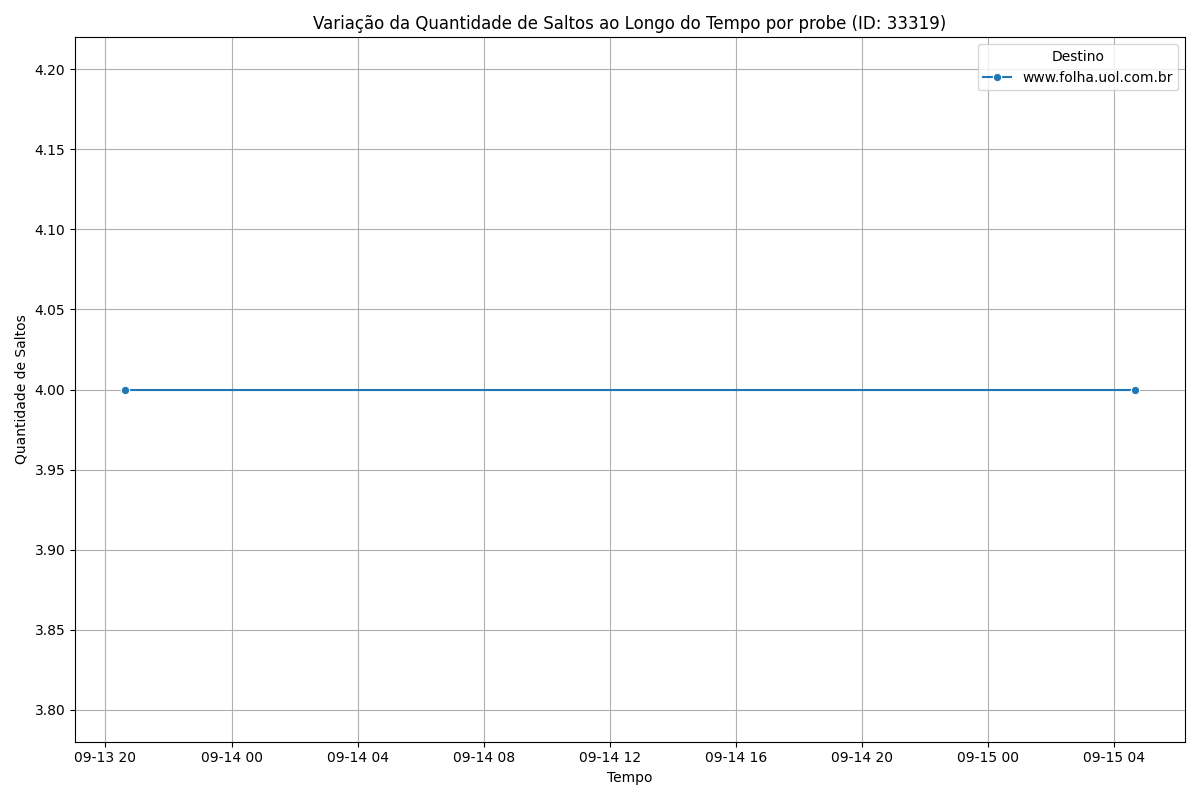 Variação da Quantidade de Saltos ao Longo do Tempo por probe (ID: 33319)
Destino
www.folha.uol.com.br
4.20
4.15
4.10
4.05
4.00
3.95
3.90
3.85
3.80
Quantidade de Saltos
09-13 20 09-14 00 09-14 04 09-14 08 09-14 12 09-14 16 09-14 20 09-15 00 09-15 04
Tempo